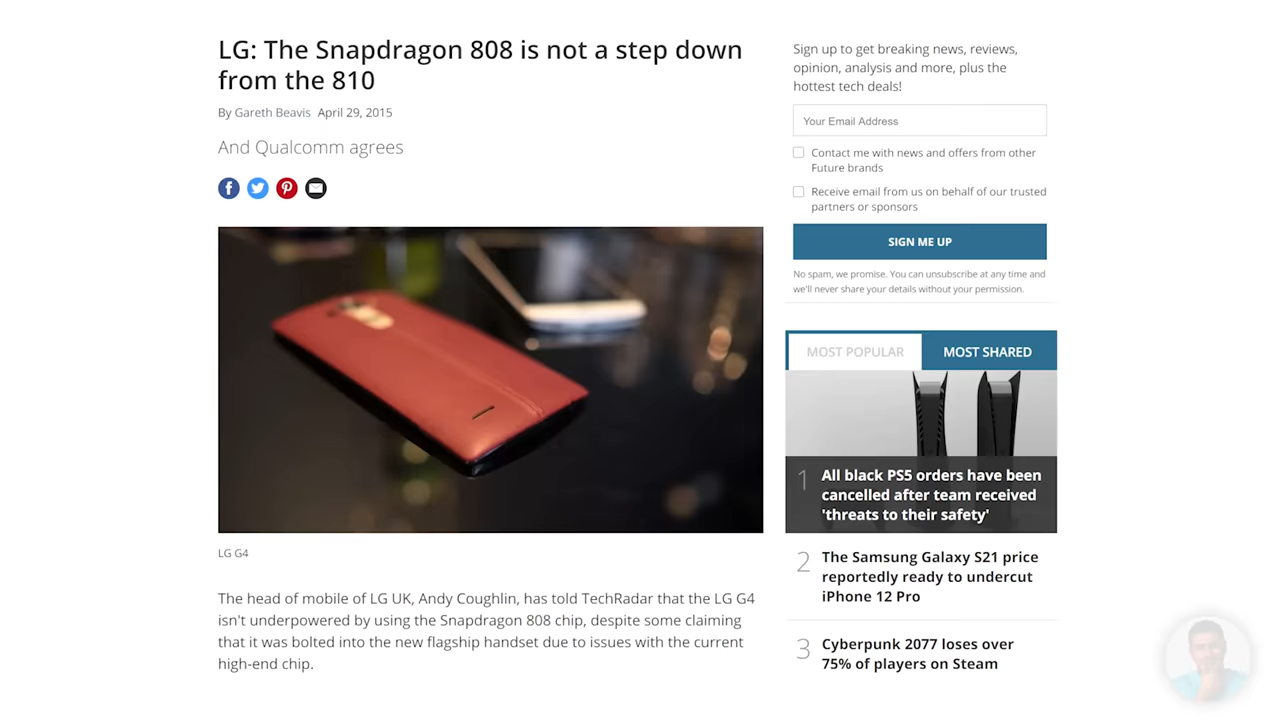 LG: The Snapdragon 808 is not a step down
from the 810
By Gareth Beavis April 29, 2015
And Qualcomm agrees
LG G4
The head of mobile of LG UK, Andy Coughlin, has told TechRadar that the LG G4
isn't underpowered by using the Snapdragon 808 chip, despite some claiming
that it was bolted into the new flagship handset due to issues with the current
high-end chip.
Sign up to get breaking news, reviews,
opinion, analysis and more, plus the
hottest tech deals!
Your Email Address
Contact me with news and offers from other
Future brands
Receive email from us on behalf of our trusted
partners or sponsors
SIGN ME UP
No spam, we promise. You can unsubscribe at any time and
we'll never share your details without your permission.
MOST POPULAR
MOST SHARED
1
All black PS5 orders have been
cancelled after team received
'threats to their safety'
2
The Samsung Galaxy S21 price
reportedly ready to undercut
iPhone 12 Pro
3
Cyberpunk 2077 loses over
75% of players on Steam